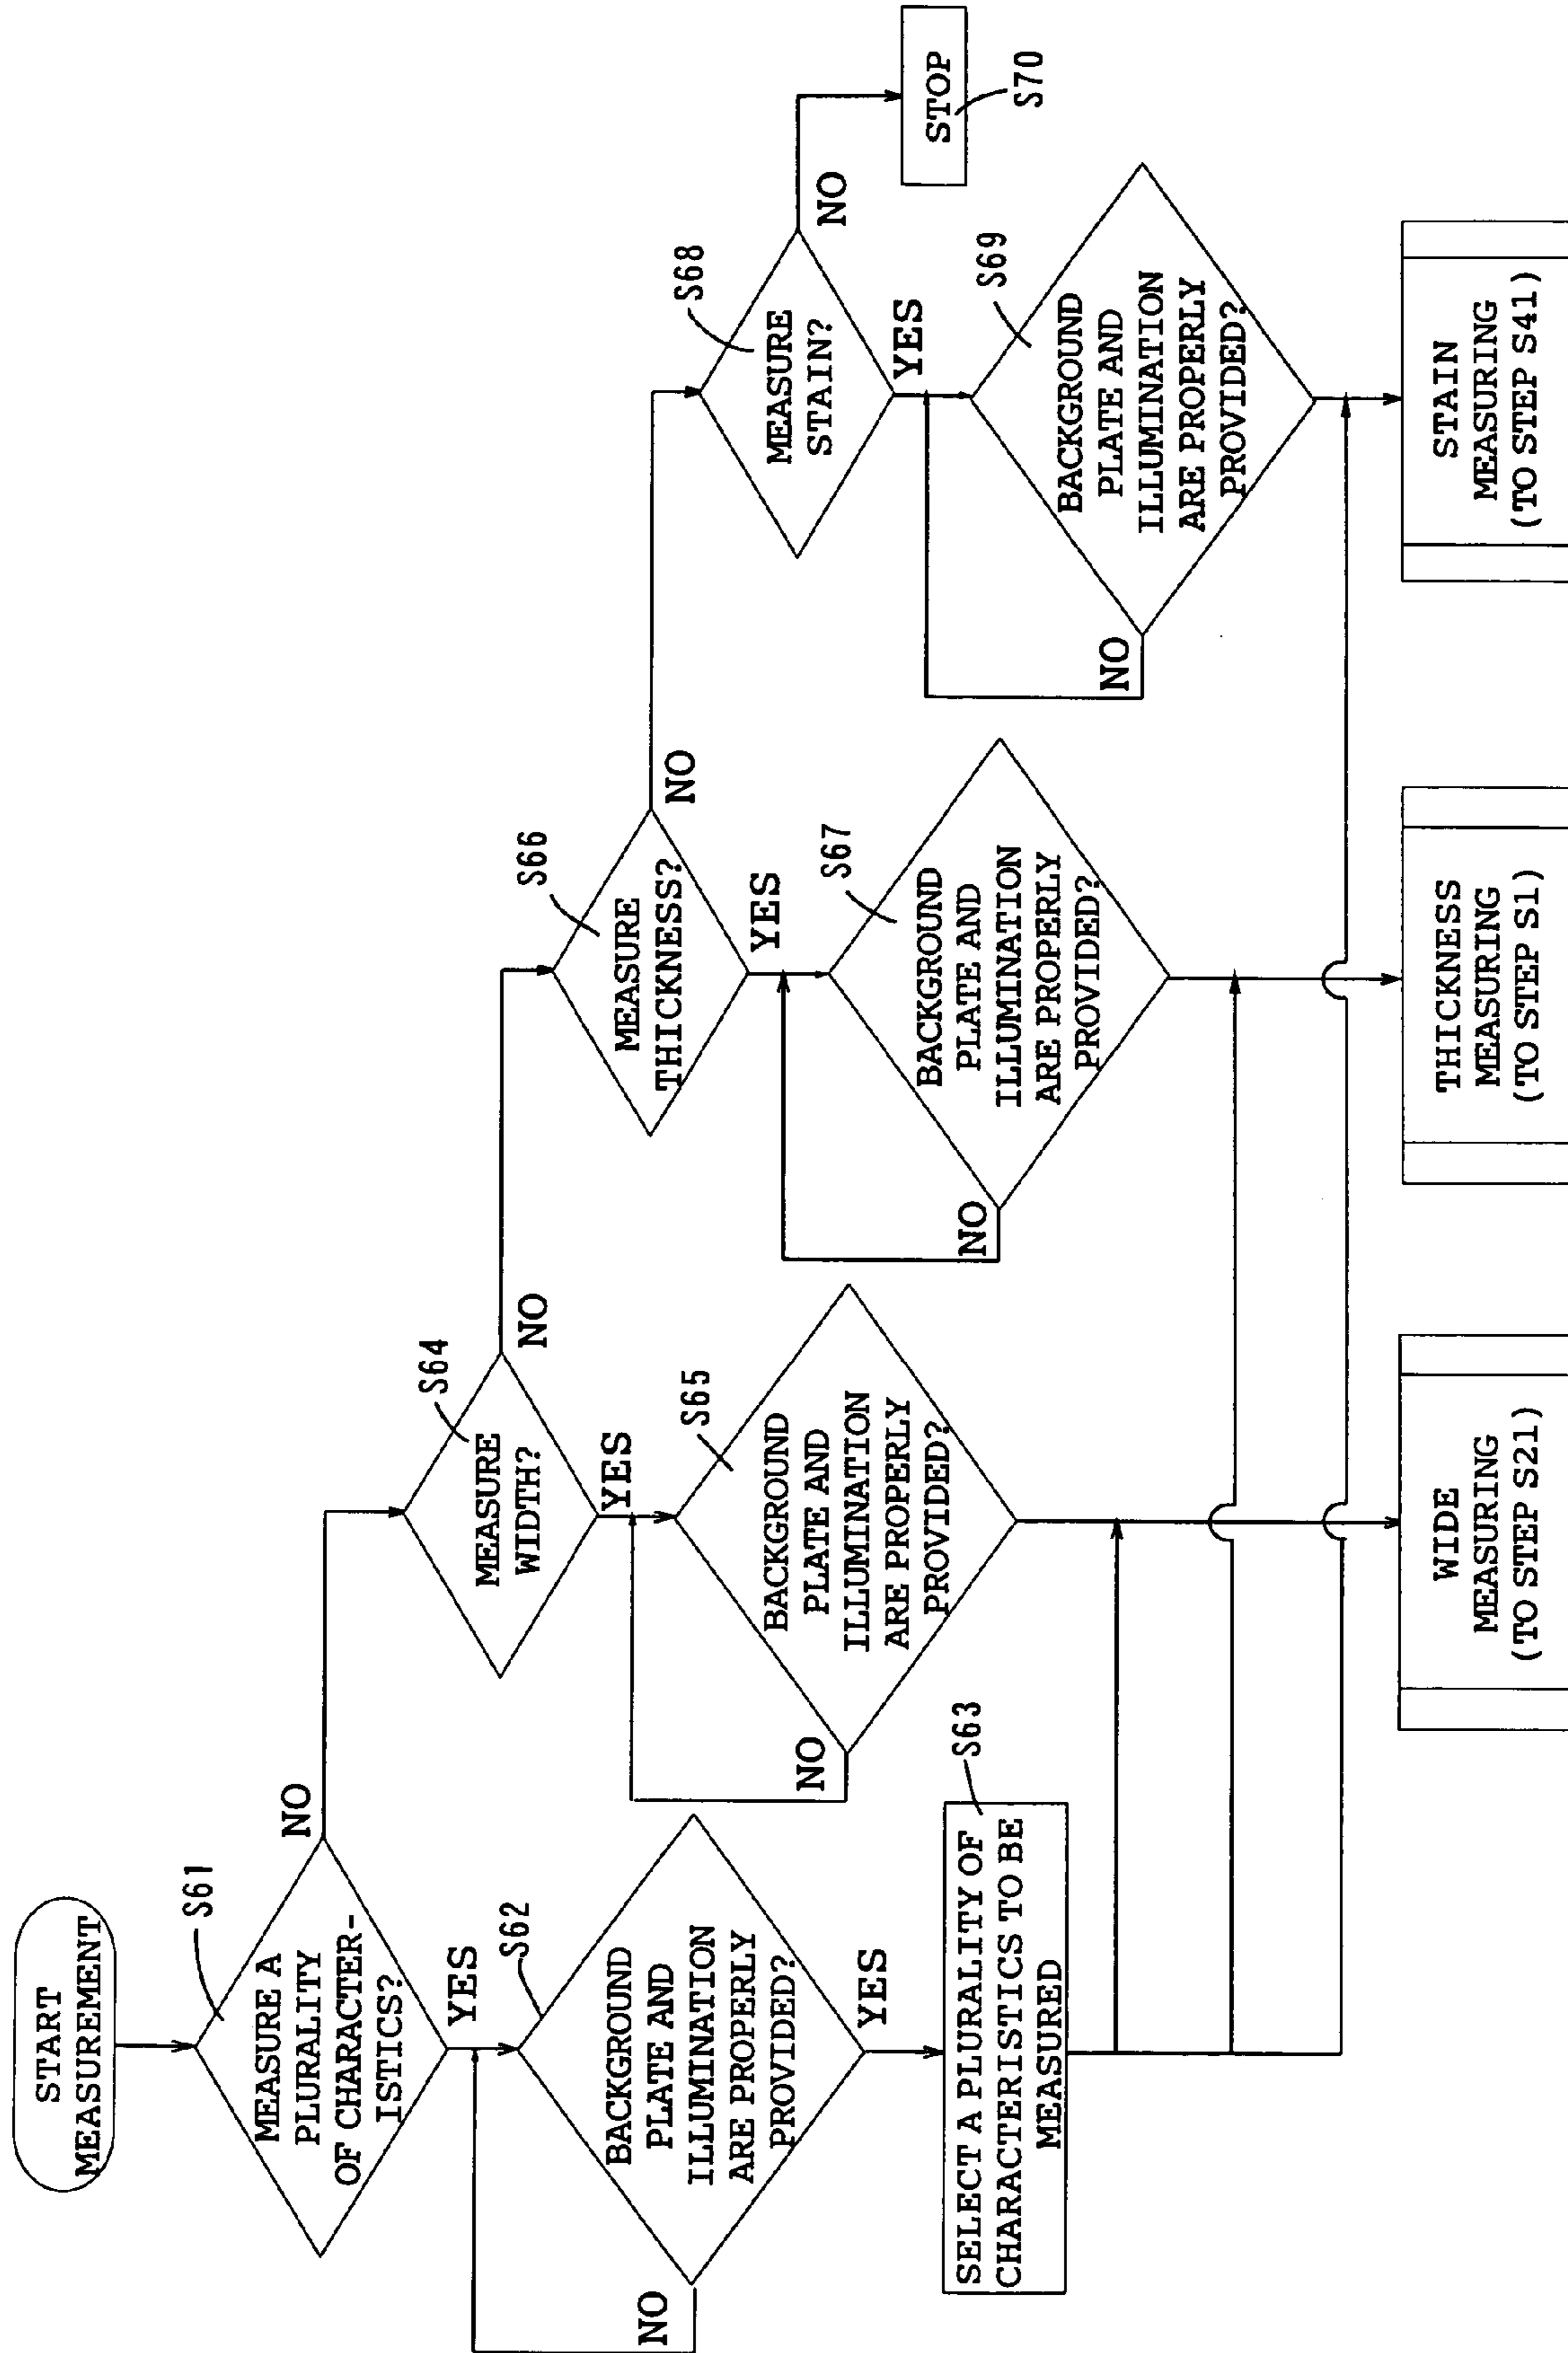 START
MEASUREMENT
S61
MEASURE A
PLURALITY
OF CHARACTER-
ISTICS?
NO
YES
S62
BACKGROUND
PLATE AND
ILLUMINATION
ARE PROPERLY
PROVIDED?
NO
YES
S63
SELECT A PLURALITY OF
CHARACTERISTICS TO BE
MEASURED
S64
MEASURE
WIDTH?
NO
YES
S65
BACKGROUND
PLATE AND
ILLUMINATION
ARE PROPERLY
PROVIDED?
NO
S66
MEASURE
THICKNESS?
NO
YES
S67
BACKGROUND
PLATE AND
ILLUMINATION
ARE PROPERLY
PROVIDED?
NO
S68
MEASURE
STAIN?
NO
YES
S69
BACKGROUND
PLATE AND
ILLUMINATION
ARE PROPERLY
PROVIDED?
NO
STOP
S70
WIDE
MEASURING
(TO STEP S21)
THICKNESS
MEASURING
(TO STEP S1)
STAIN
MEASURING
(TO STEP S41)